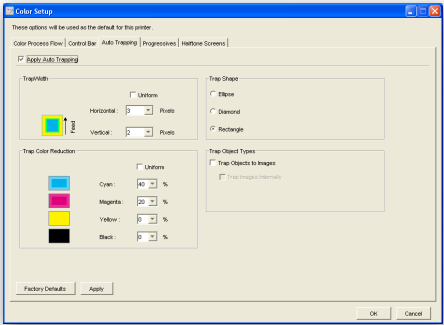 Color Setup
These options will be used as the default for this printer.
Color Process Flow Control Bar Auto Trapping Progressives Halftone Screens
Apply Auto Trapping
TrapWidth
Uniform
Horizontal : 3 Pixels
Feed
Vertical : 2 Pixels
Trap Shape
Ellipse
Diamond
Rectangle
Trap Color Reduction
Uniform
Cyan : 40 %
Magenta : 20 %
Yellow : 0 %
Black : 0 %
Trap Object Types
Trap Objects to Images
Trap Images Internally
Factory Defaults Apply
OK Cancel